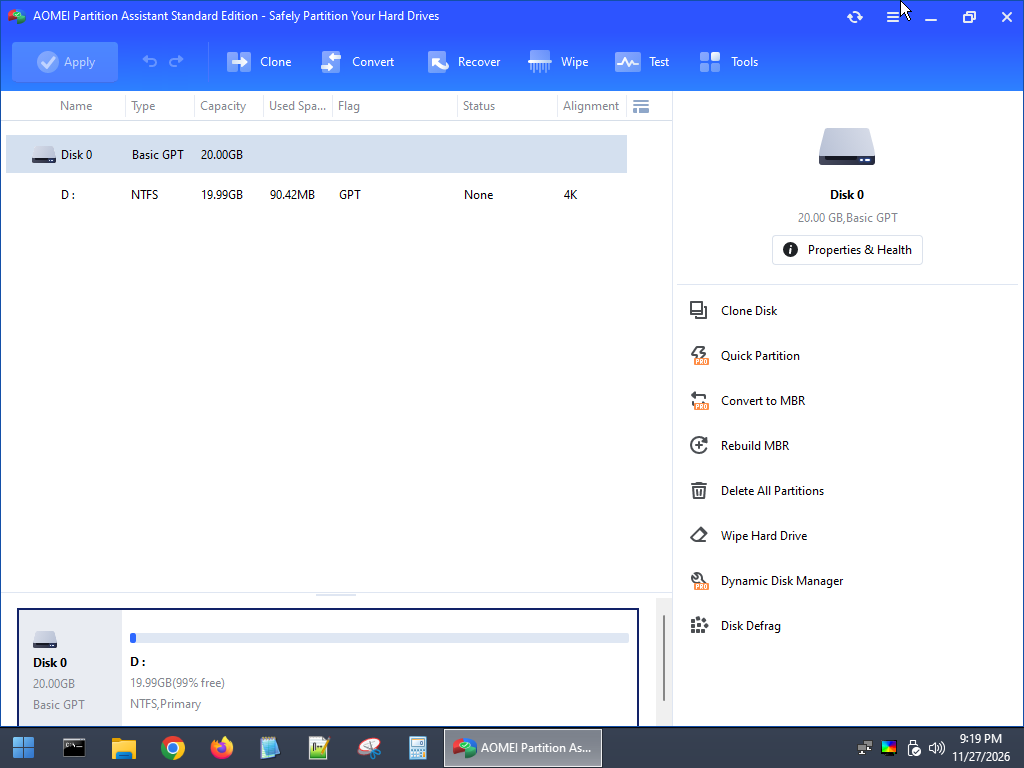 AOMEI Partition Assistant Standard Edition - Safely Partition Your Hard Drives
Apply
Clone
Convert
Recover
Wipe
Test
Tools
Name Type Capacity Used Spa... Flag Status Alignment
Disk 0 Basic GPT 20.00GB
D : NTFS 19.99GB 90.42MB GPT None 4K
Disk 0
20.00 GB,Basic GPT
Properties & Health
Clone Disk
PRO Quick Partition
PRO Convert to MBR
Rebuild MBR
Delete All Partitions
Wipe Hard Drive
PRO Dynamic Disk Manager
Disk Defrag
Disk 0
20.00GB
Basic GPT
D :
19.99GB(99% free)
NTFS,Primary
AOMEI Partition As...
9:19 PM
11/27/2026